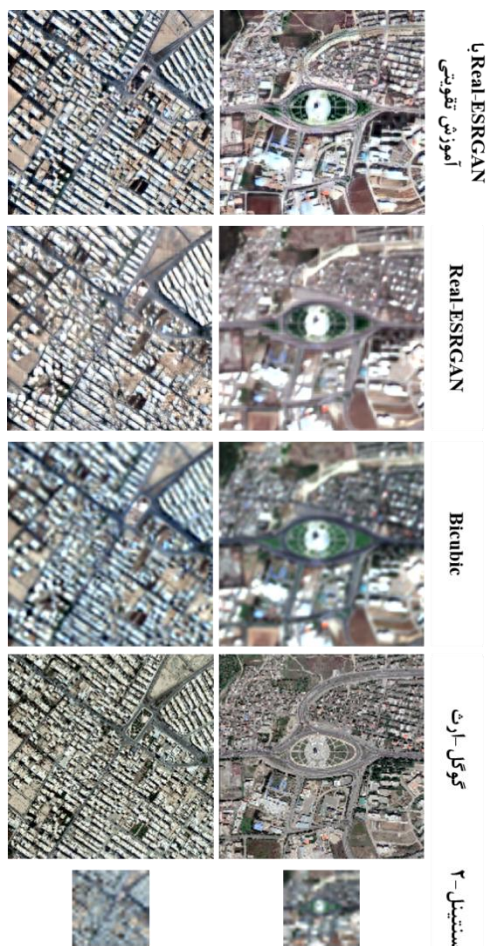 Real-ESRGAN با
آموزش تقویتی
Real-ESRGAN
Bicubic
گوگل-ارث
سنتینل-۲